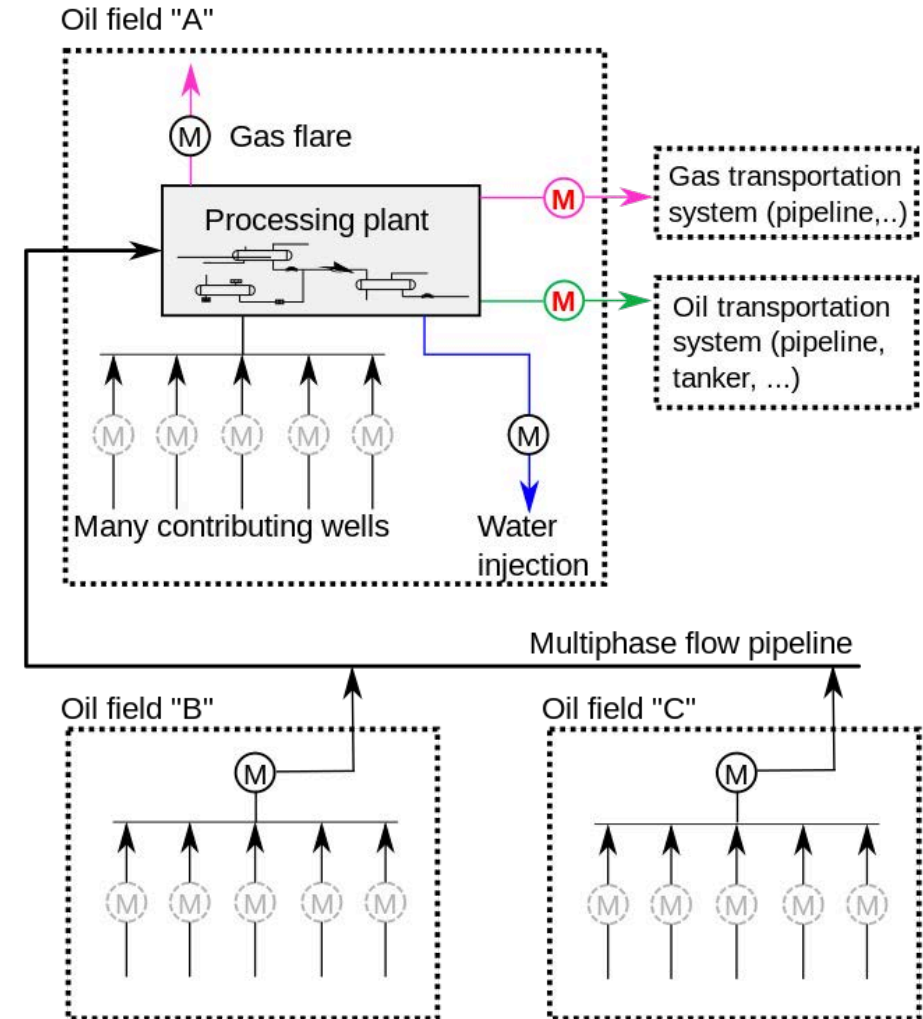 Oil field "A"
M
Gas flare
Processing plant
M
Gas transportation
system (pipeline,..)
M
Oil transportation
system (pipeline,
tanker, ...)
M M M M M
M
Many contributing wells
Water
injection
Multiphase flow pipeline
Oil field "B"
M
M M M M M
Oil field "C"
M
M M M M M